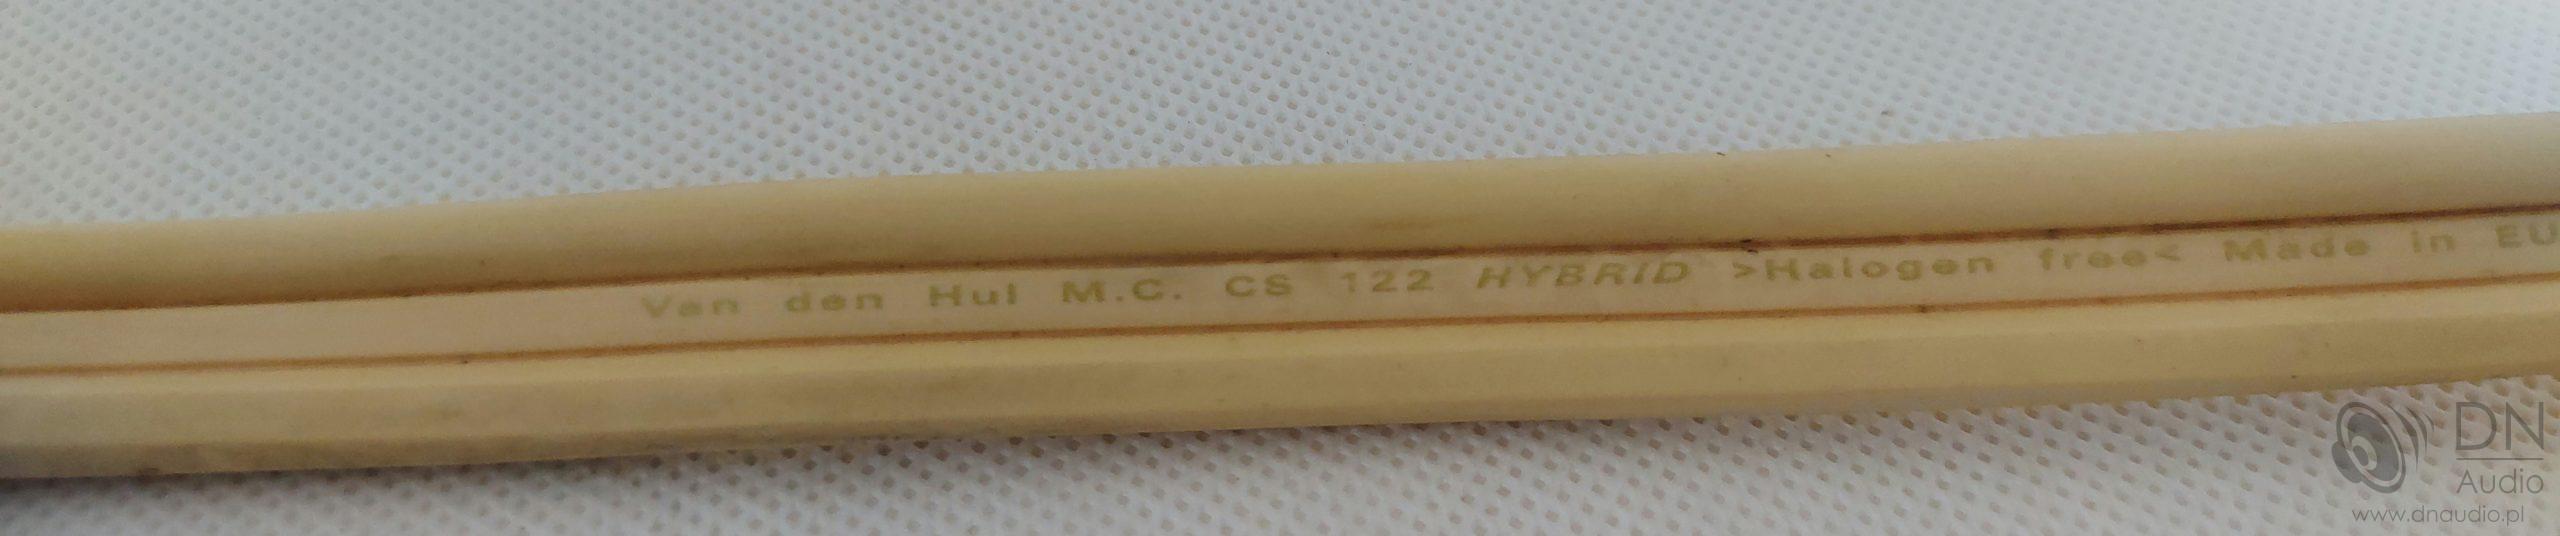 Van den Hul M.C. CS 122 HYBRID >Halogen free< Made in EU
DN
Audio
www.dnaudio.pl